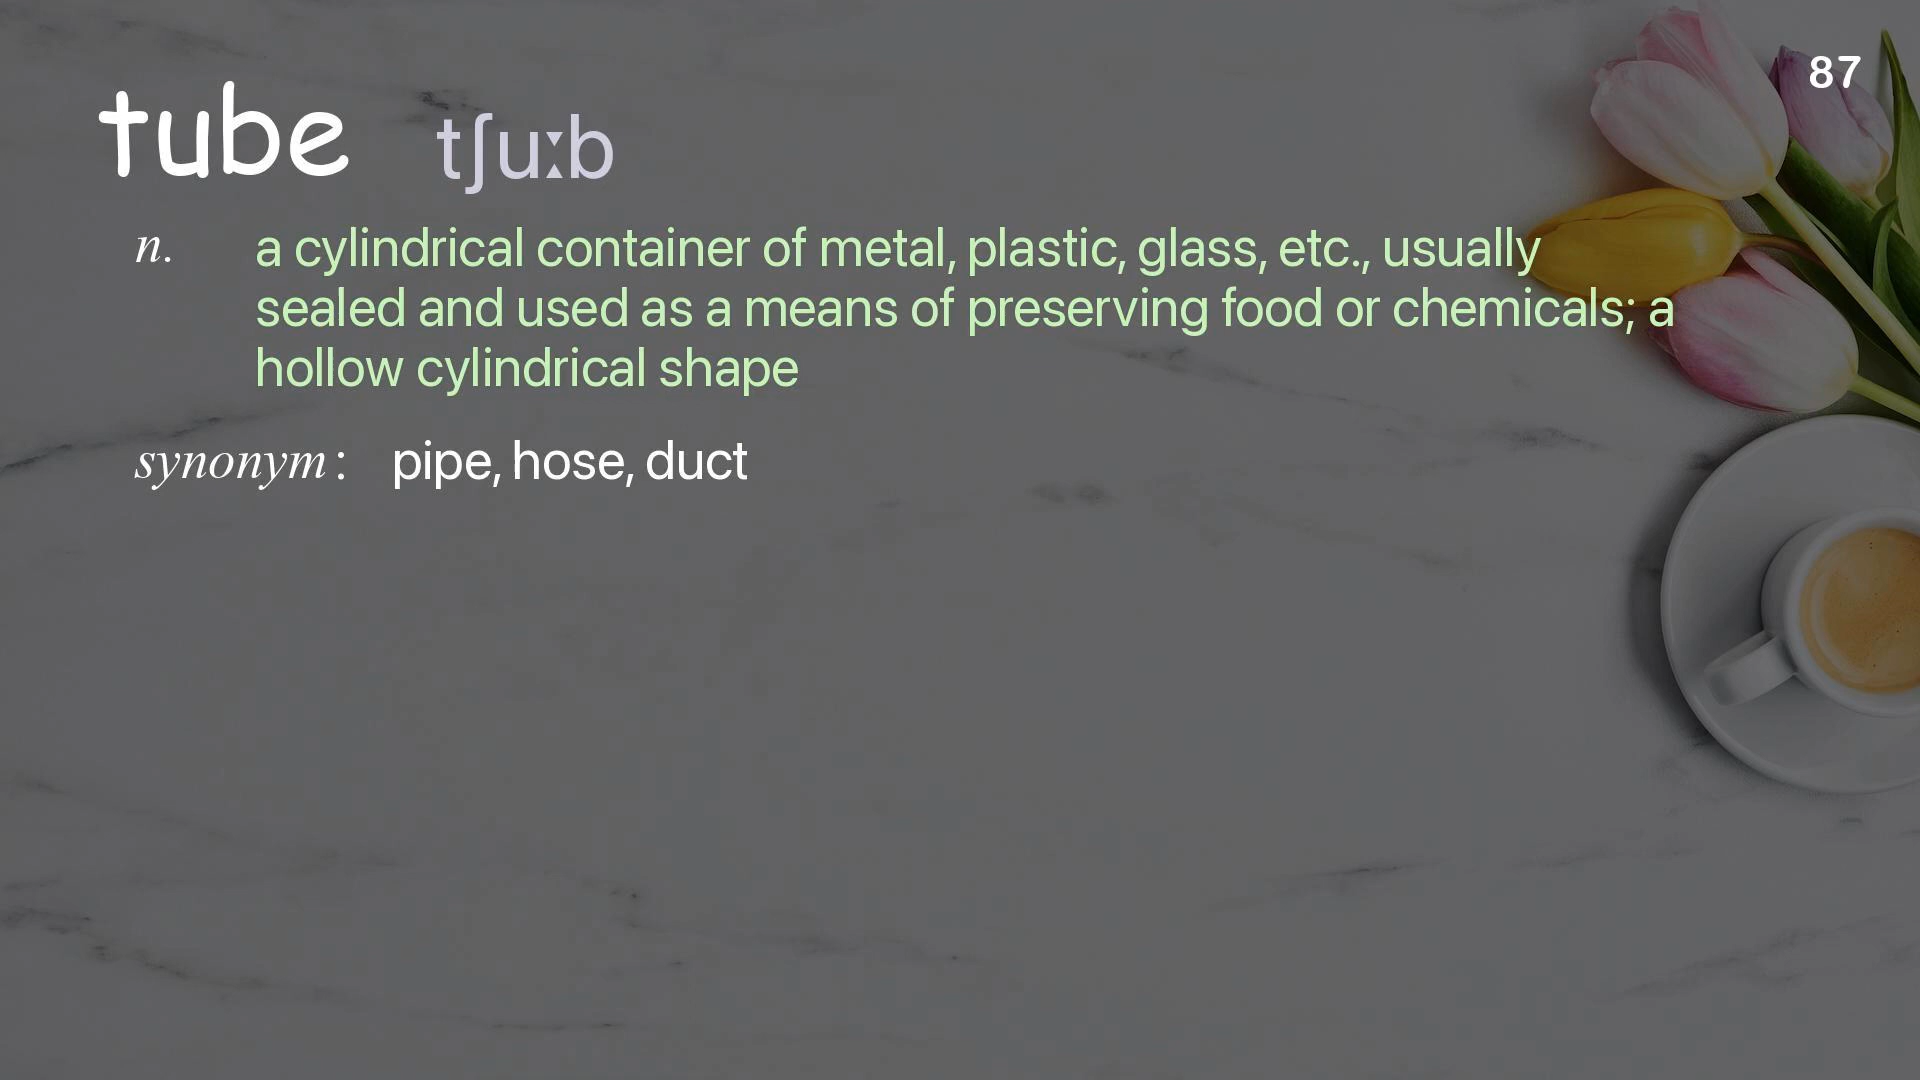 87
tube tʃuːb
n. a cylindrical container of metal, plastic, glass, etc., usually
sealed and used as a means of preserving food or chemicals; a
hollow cylindrical shape
synonym: pipe, hose, duct